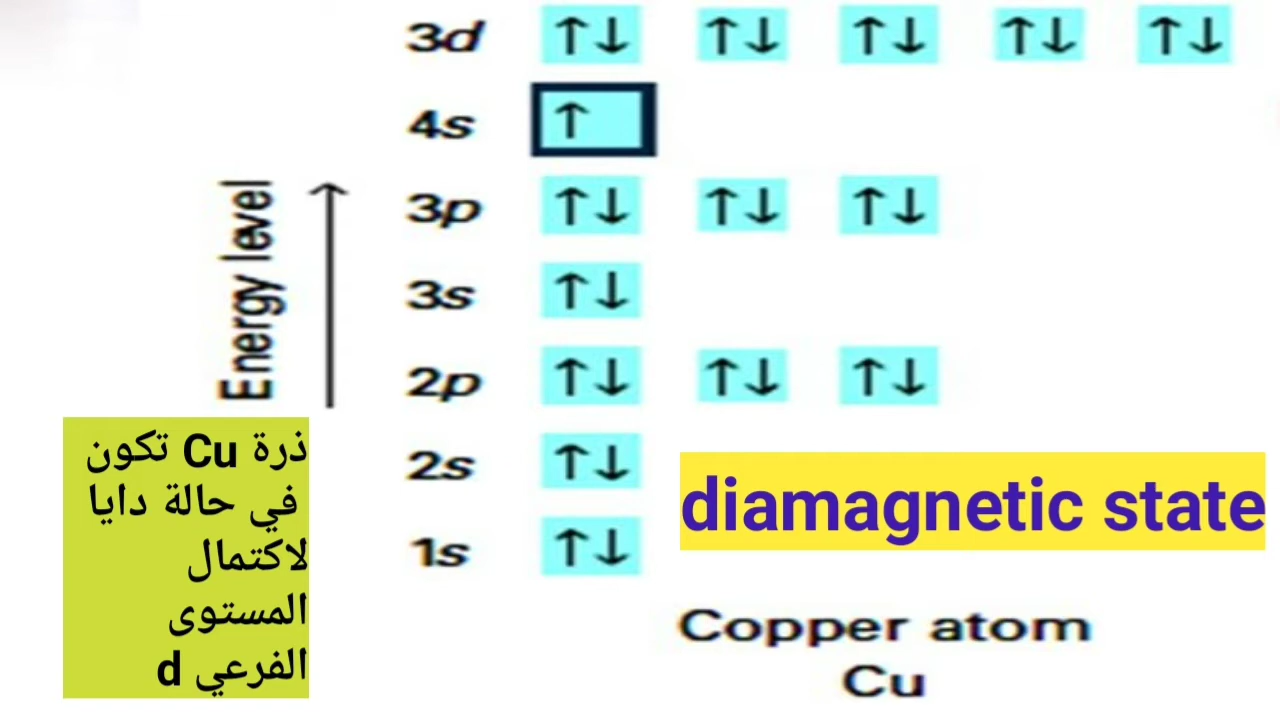 3d ↑↓ ↑↓ ↑↓ ↑↓ ↑↓
4s ↑
3p ↑↓ ↑↓ ↑↓
3s ↑↓
2p ↑↓ ↑↓ ↑↓
2s ↑↓
1s ↑↓
Energy level
ذرة Cu تكون
في حالة دايا
لاكتمال
المستوى
الفرعي d
diamagnetic state
Copper atom
Cu